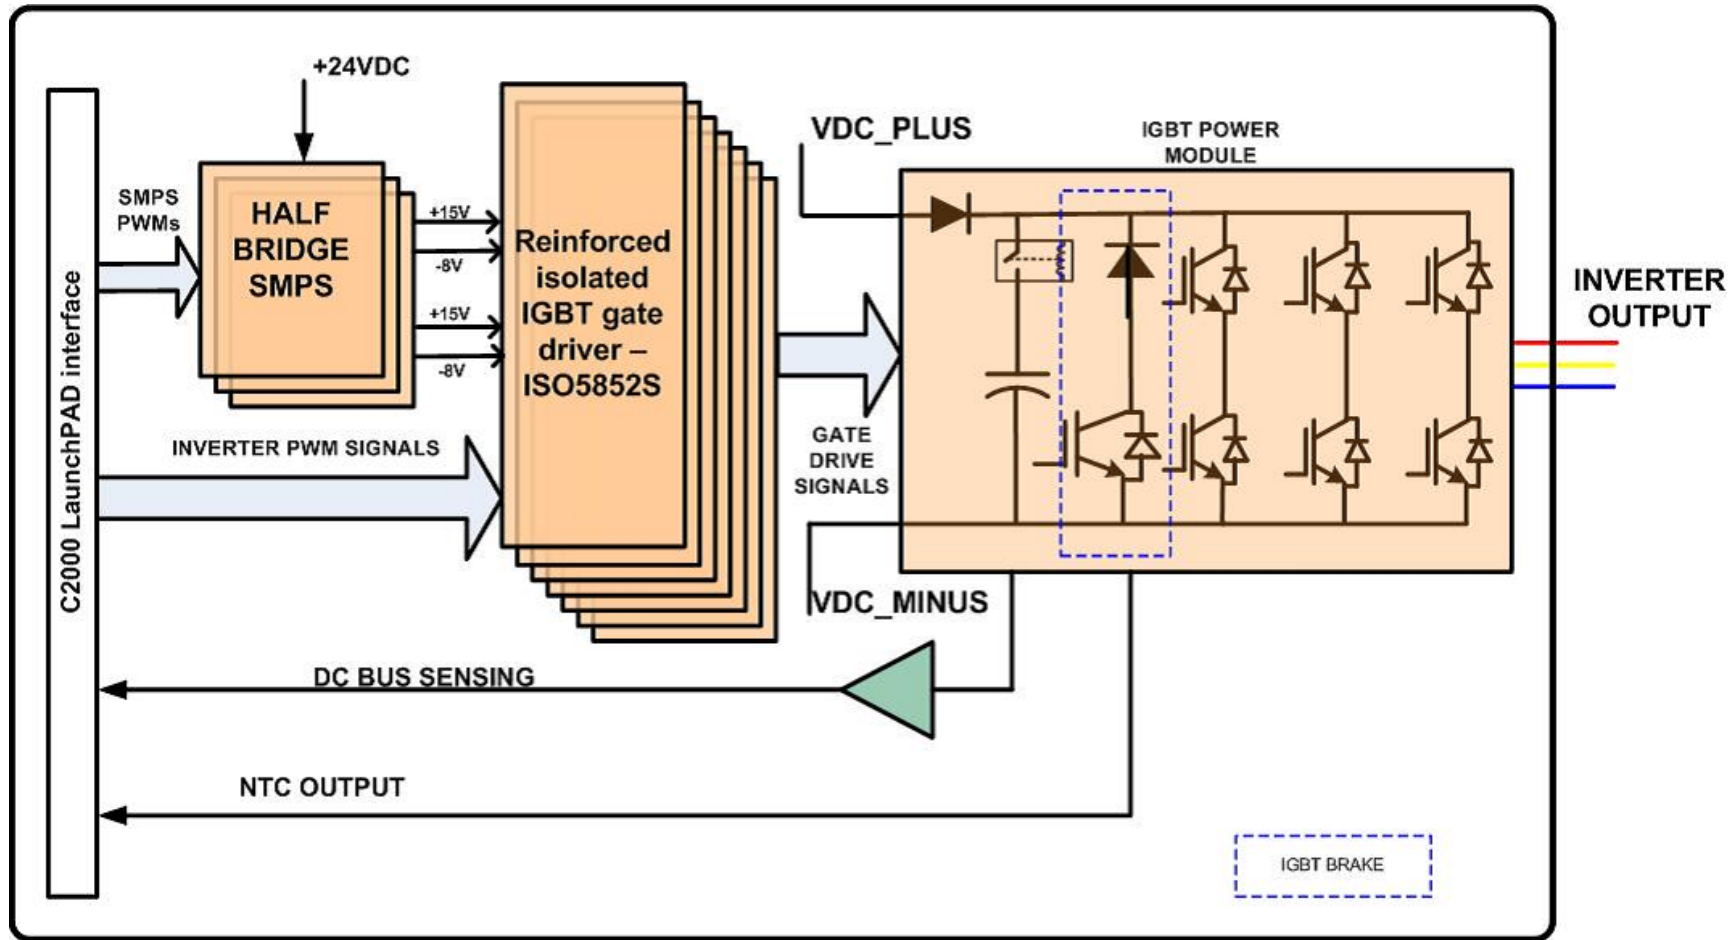 +24VDC
SMPS
PWMs
HALF
BRIDGE
SMPS
+15V
-8V
+15V
-8V
Reinforced
isolated
IGBT gate
driver –
ISO5852S
VDC_PLUS
IGBT POWER
MODULE
INVERTER
OUTPUT
C2000 LaunchPAD interface
INVERTER PWM SIGNALS
GATE
DRIVE
SIGNALS
VDC_MINUS
DC BUS SENSING
NTC OUTPUT
IGBT BRAKE